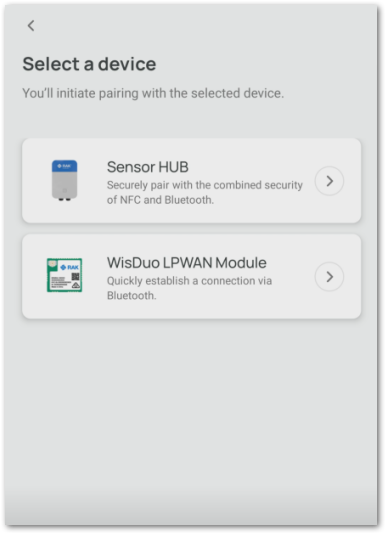 Select a device
You'll initiate pairing with the selected device.
Sensor HUB
Securely pair with the combined security
of NFC and Bluetooth.
WisDuo LPWAN Module
Quickly establish a connection via
Bluetooth.
RAK